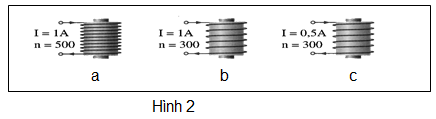 I = 1A
n = 500
a
I = 1A
n = 300
b
I = 0,5A
n = 300
c
Hình 2